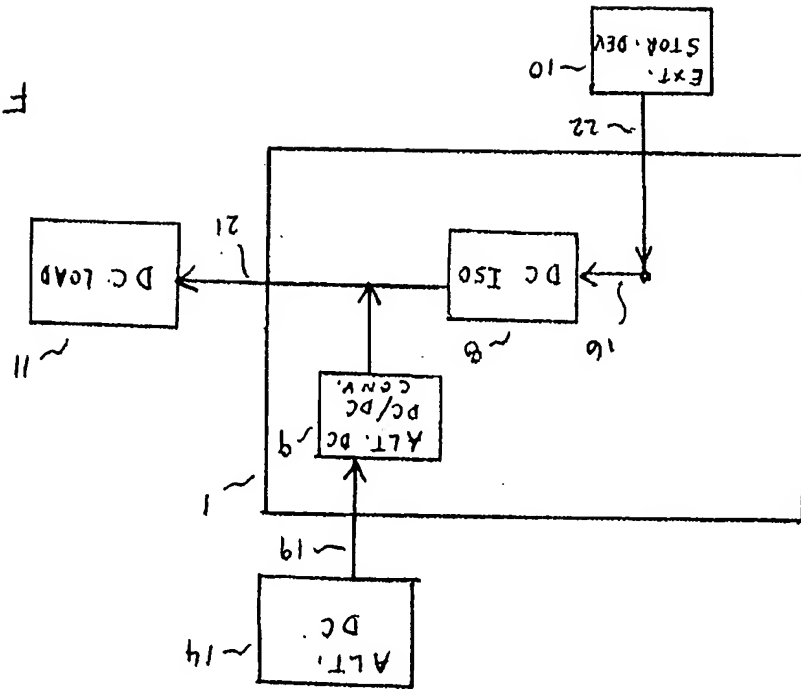 ALT.
DC
14
19
1
ALT. DC
DC/DC
CONV.
9
11
16
8
DC ISO
DC LOAD
21
22
EXT.
STOR. DEV
10
F